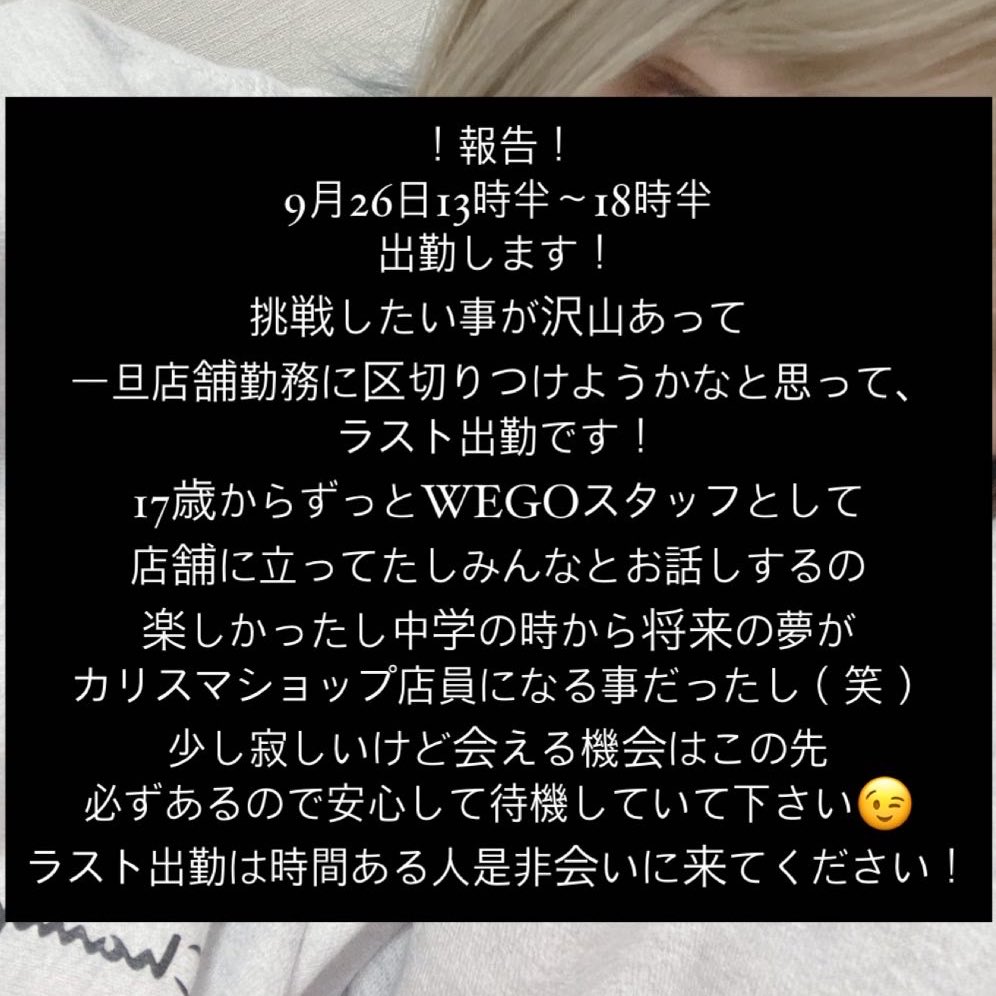 ！報告！
9月26日13時半～18時半
出勤します！
挑戦したい事が沢山あって
一旦店舗勤務に区切りつけようかなと思って、
ラスト出勤です！
17歳からずっとWEGOスタッフとして
店舗に立ってたしみんなとお話しするの
楽しかったし中学の時から将来の夢が
カリスマショップ店員になる事だったし（笑）
少し寂しいけど会える機会はこの先
必ずあるので安心して待機していて下さい😉
ラスト出勤は時間ある人是非会いに来てください！